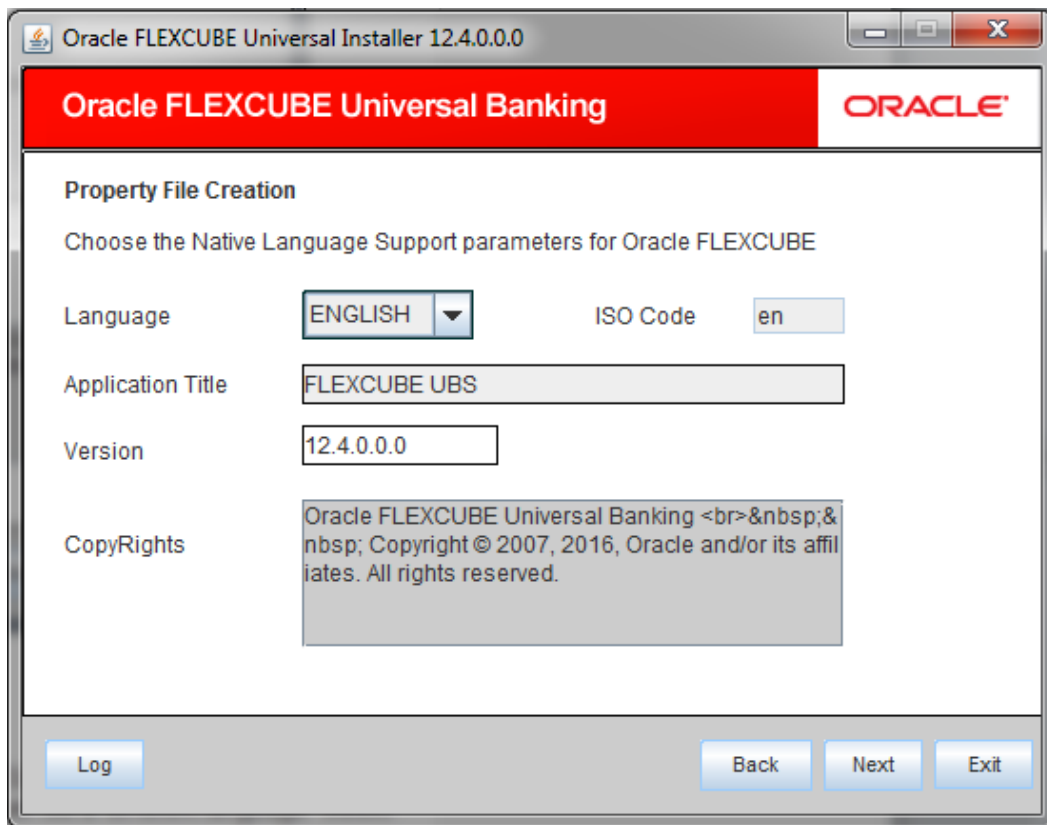 Oracle FLEXCUBE Universal Installer 12.4.0.0.0
Oracle FLEXCUBE Universal Banking
ORACLE
Property File Creation
Choose the Native Language Support parameters for Oracle FLEXCUBE
Language ENGLISH ISO Code en
Application Title FLEXCUBE UBS
Version 12.4.0.0.0
CopyRights
Oracle FLEXCUBE Universal Banking <br>&nbsp;&
nbsp; Copyright © 2007, 2016, Oracle and/or its affil
iates. All rights reserved.
Log Back Next Exit